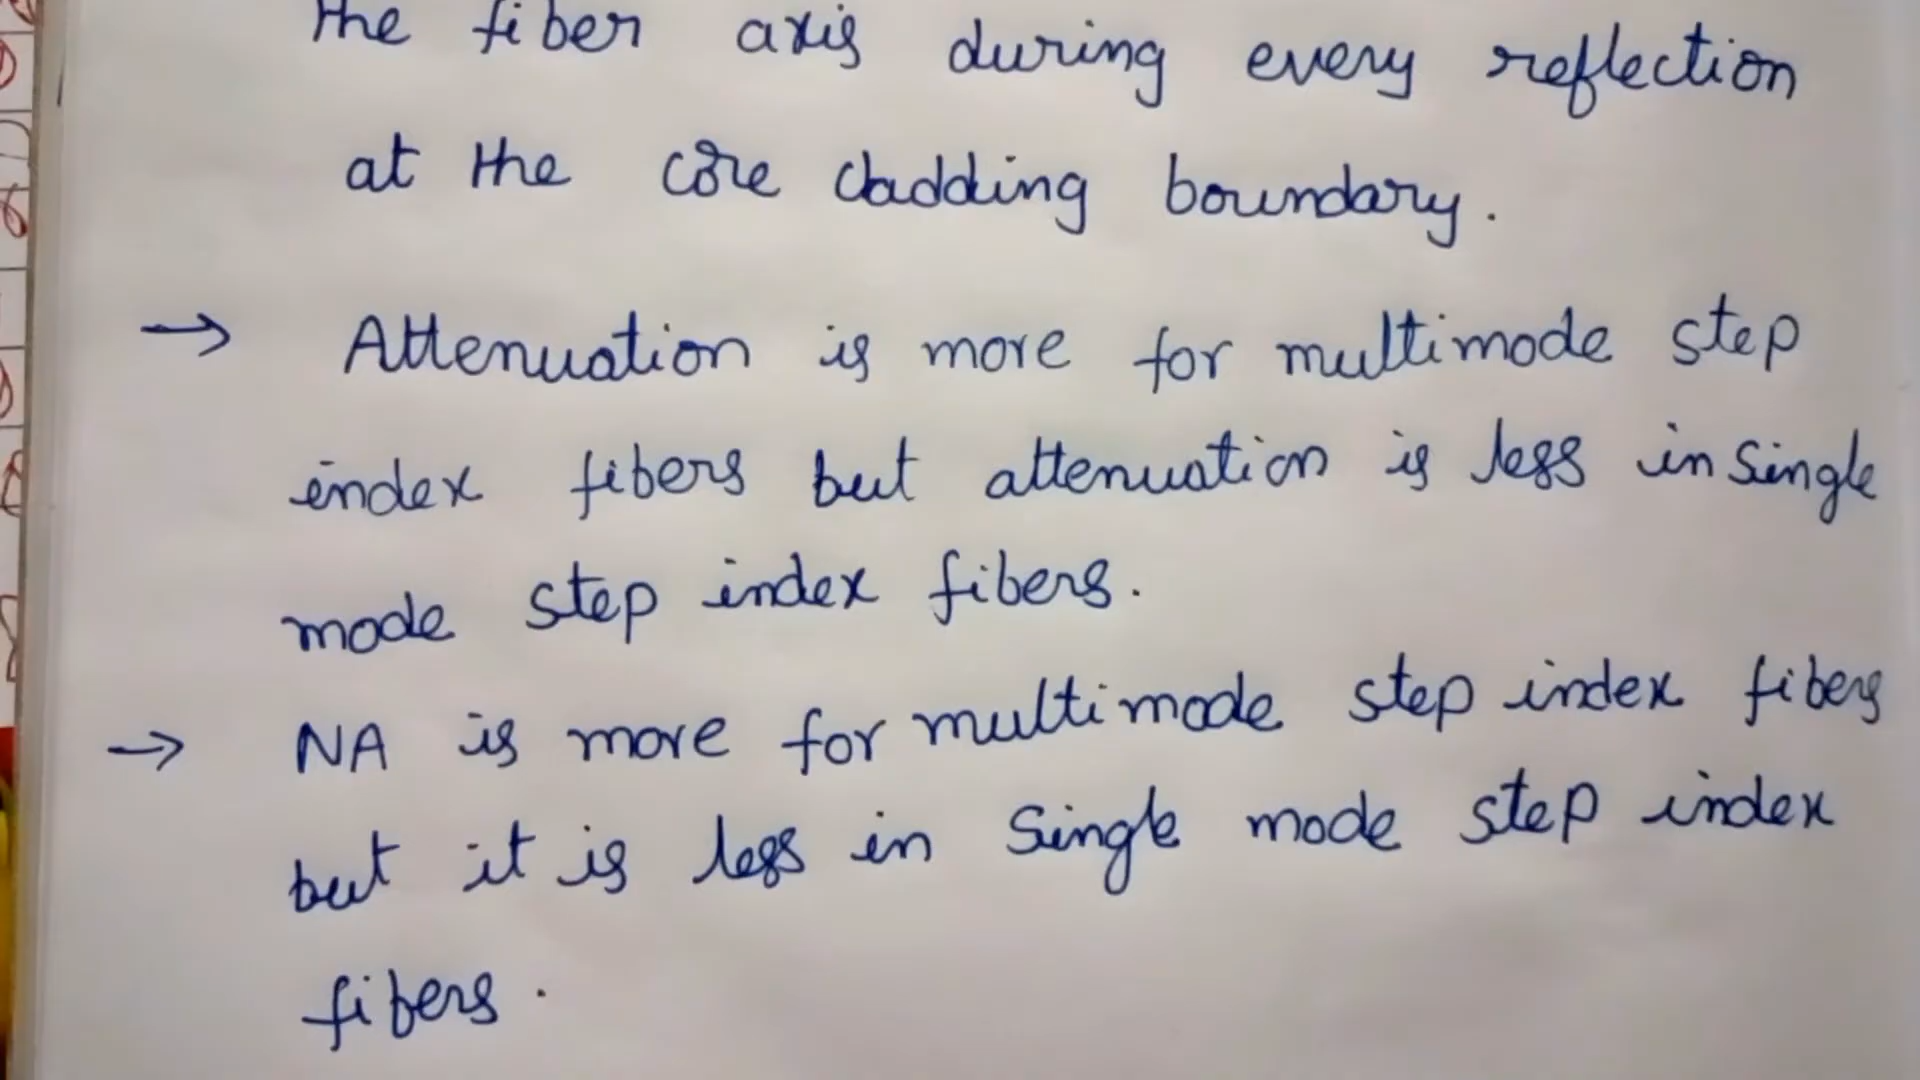 the fiber axis during every reflection
at the core cladding boundary.
→ Attenuation is more for multimode step
index fibers but attenuation is less in single
mode step index fibers.
→ NA is more for multimode step index fibers
but it is less in Single mode step index
fibers.